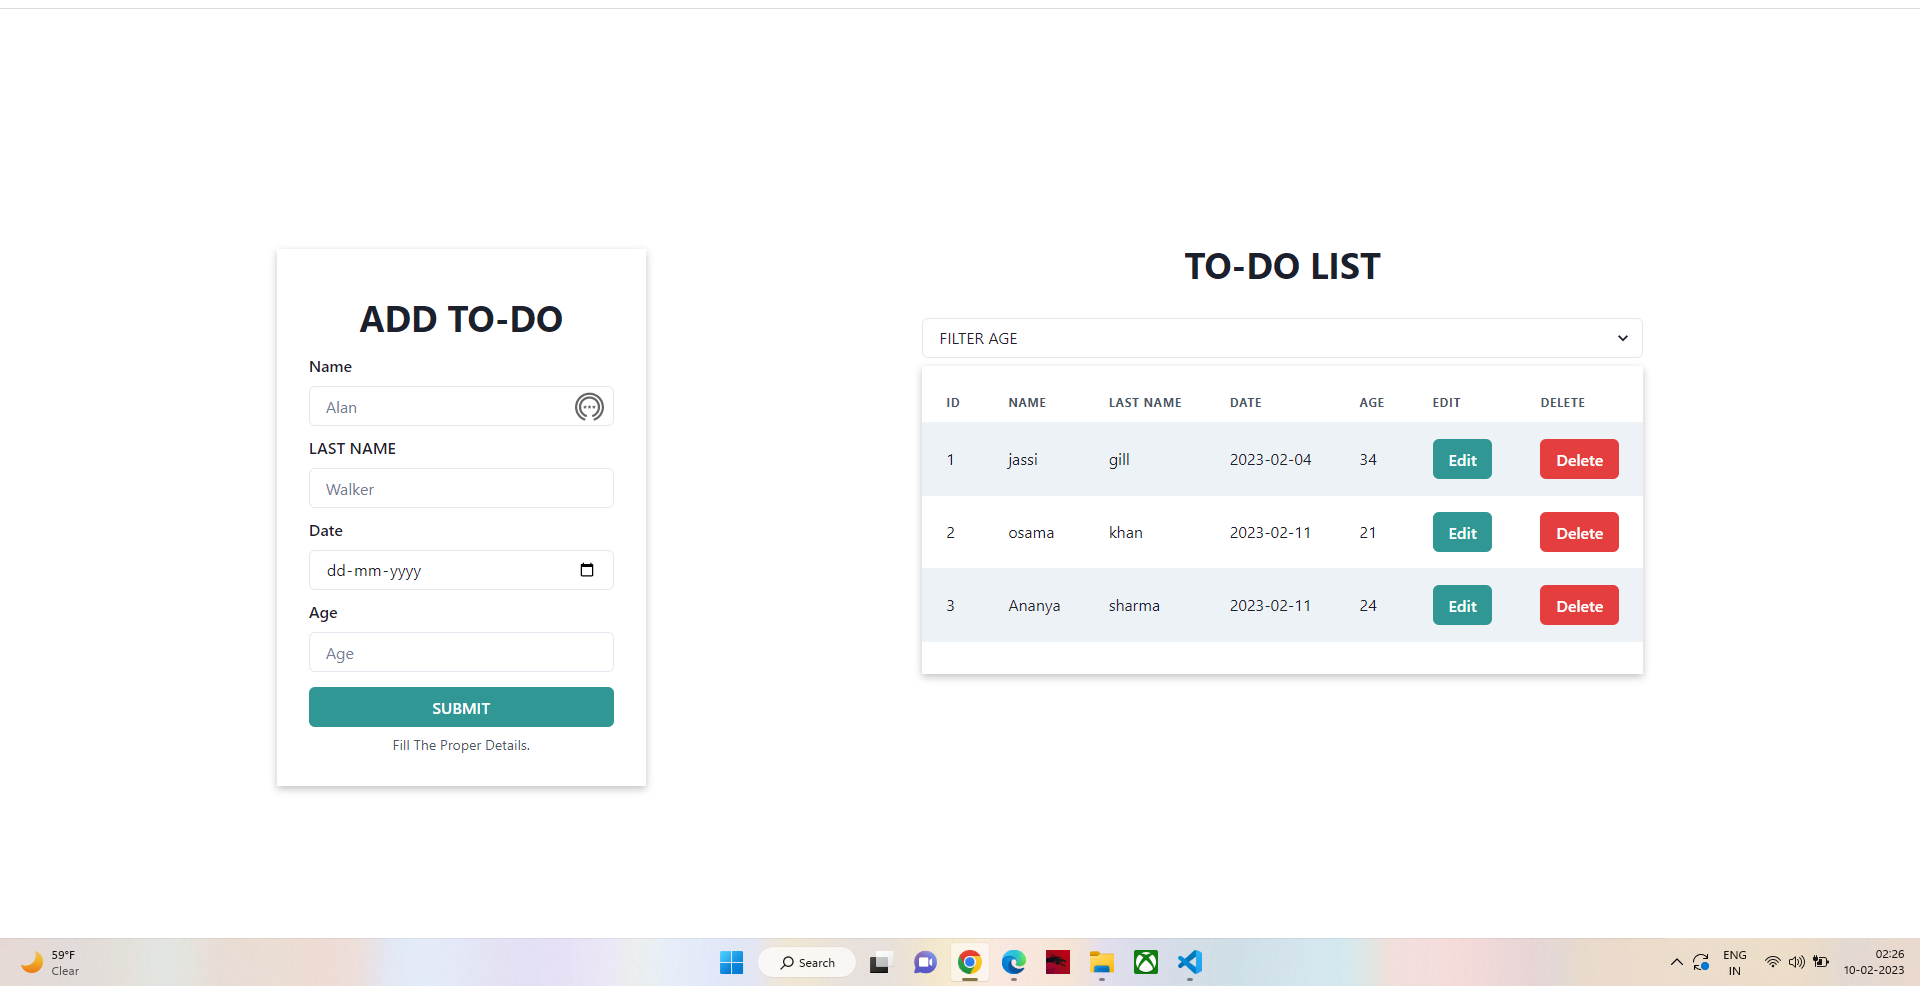 ADD TO-DO
Name
Alan
LAST NAME
Walker
Date
dd-mm-yyyy
Age
Age
SUBMIT
Fill The Proper Details.
TO-DO LIST
FILTER AGE
ID NAME LAST NAME DATE AGE EDIT DELETE
1 jassi gill 2023-02-04 34 Edit Delete
2 osama khan 2023-02-11 21 Edit Delete
3 Ananya sharma 2023-02-11 24 Edit Delete
59°F
Clear
Search
ENG
IN
02:26
10-02-2023